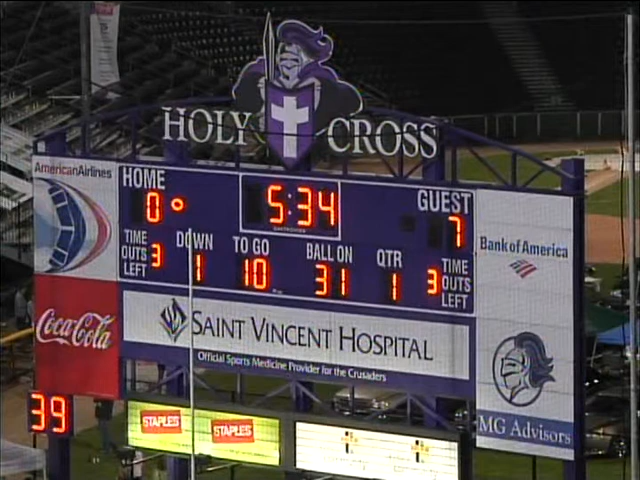 HOLY CROSS
AmericanAirlines
HOME
0
5:34
GUEST
7
TIME OUTS LEFT 3
DOWN
1
TO GO
10
BALL ON
31
QTR
1
3 TIME OUTS LEFT
Bank of America
Coca-Cola
SAINT VINCENT HOSPITAL
Official Sports Medicine Provider for the Crusaders
MG Advisors
39
STAPLES
STAPLES